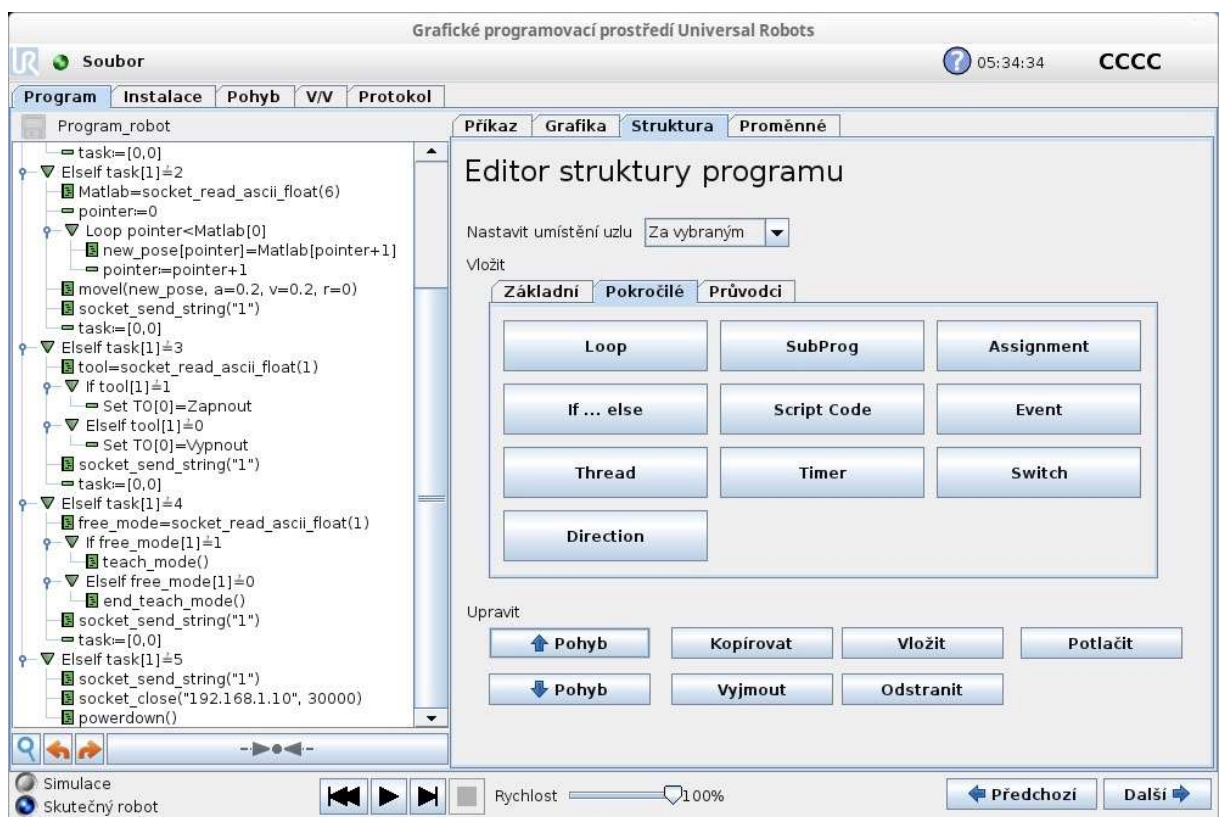 Grafické programovací prostředí Universal Robots
UR Soubor 05:34:34 CCCC
Program Instalace Pohyb V/V Protokol
Program_robot
task:=[0,0]
ElseIf task[1]≟2
Matlab=socket_read_ascii_float(6)
pointer:=0
Loop pointer<Matlab[0]
new_pose[pointer]=Matlab[pointer+1]
pointer:=pointer+1
movel(new_pose, a=0.2, v=0.2, r=0)
socket_send_string("1")
task:=[0,0]
ElseIf task[1]≟3
tool=socket_read_ascii_float(1)
If tool[1]≟1
Set TO[0]=Zapnout
ElseIf tool[1]≟0
Set TO[0]=Vypnout
socket_send_string("1")
task:=[0,0]
ElseIf task[1]≟4
free_mode=socket_read_ascii_float(1)
If free_mode[1]≟1
teach_mode()
ElseIf free_mode[1]≟0
end_teach_mode()
socket_send_string("1")
task:=[0,0]
ElseIf task[1]≟5
socket_send_string("1")
socket_close("192.168.1.10", 30000)
powerdown()
Příkaz Grafika Struktura Proměnné
Editor struktury programu
Nastavit umístění uzlu Za vybraným
Vložit
Základní Pokročilé Průvodci
Loop SubProg Assignment
If ... else Script Code Event
Thread Timer Switch
Direction
Upravit
Pohyb Kopírovat Vložit Potlačit
Pohyb Vyjmout Odstranit
Simulace
Skutečný robot
Rychlost 100%
Předchozí Další